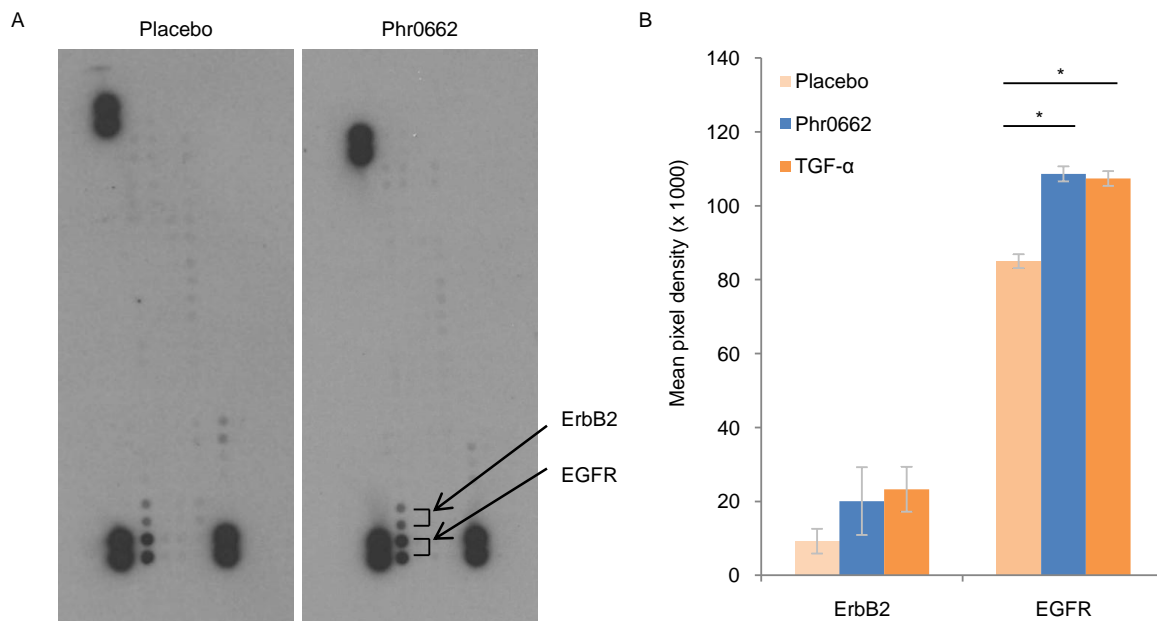 A
Placebo
Phr0662
ErbB2
EGFR
B
Mean pixel density (x 1000)
140
120
100
80
60
40
20
0
Placebo
Phr0662
TGF-α
*
*
ErbB2
EGFR